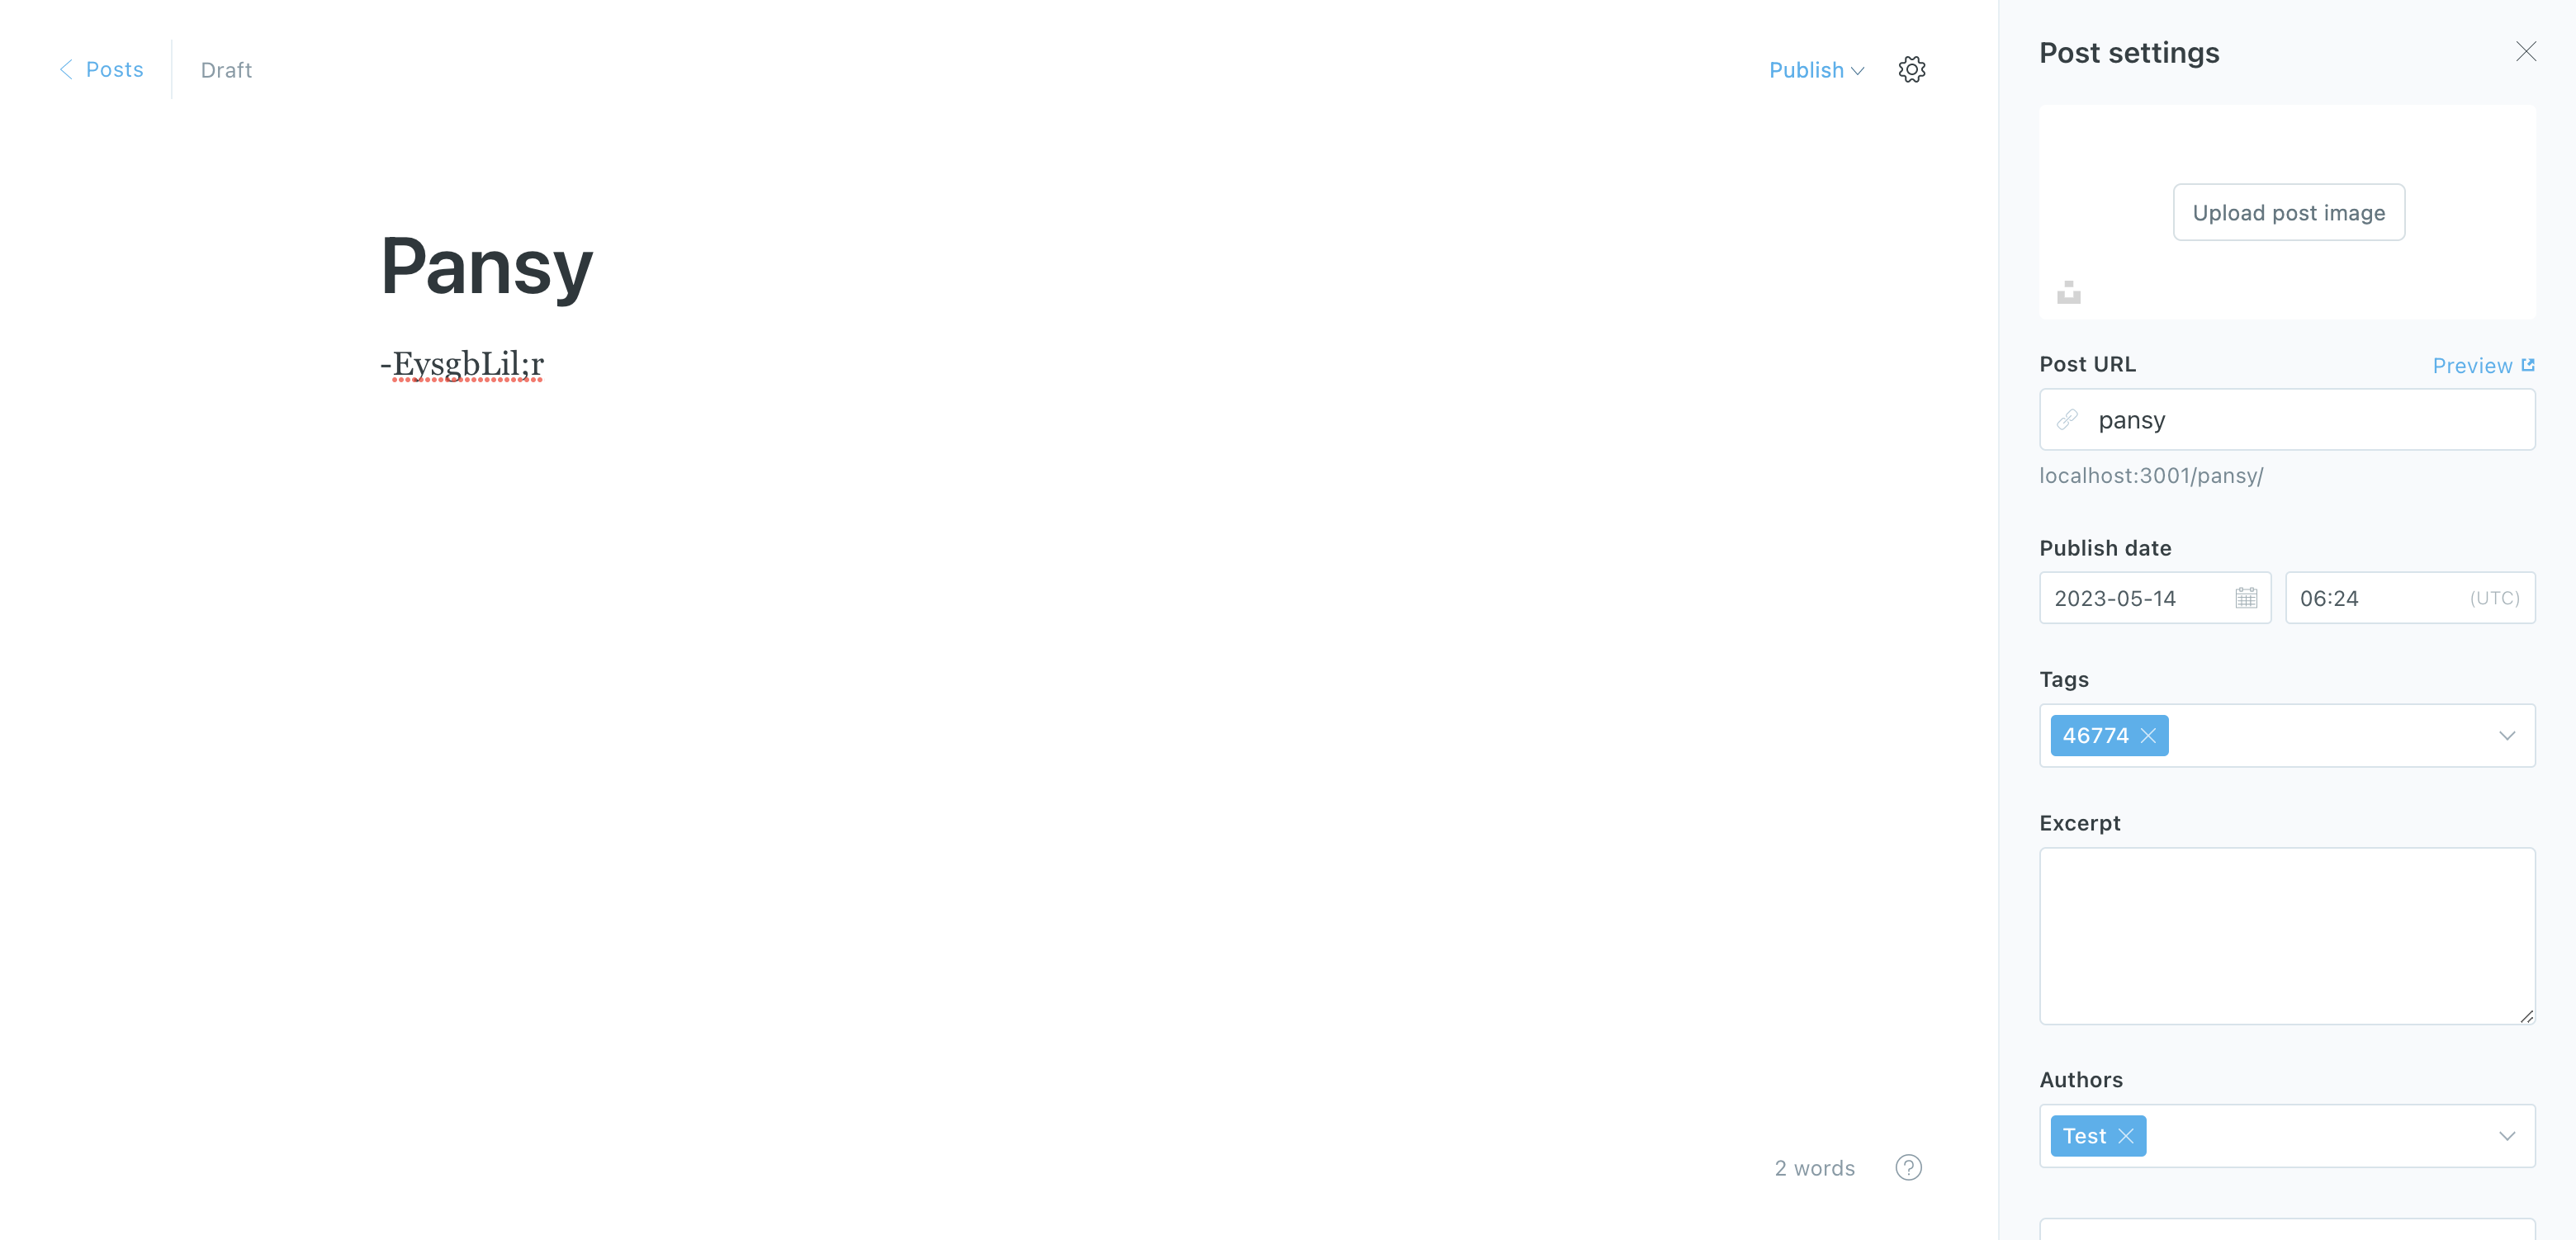 Posts
Draft
Publish
Post settings
Upload post image
Pansy
-EysgbLil;r
Post URL
Preview
pansy
localhost:3001/pansy/
Publish date
2023-05-14
06:24
(UTC)
Tags
46774
Excerpt
Authors
Test
2 words
?